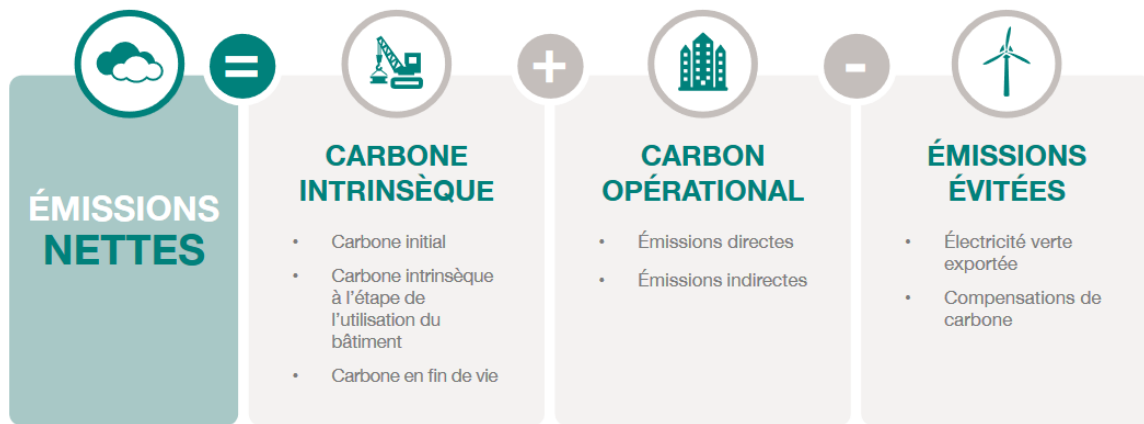 =
+
-
ÉMISSIONS
NETTES
CARBONE
INTRINSÈQUE
• Carbone initial
• Carbone intrinsèque
à l'étape de
l'utilisation du
bâtiment
• Carbone en fin de vie
CARBON
OPÉRATIONAL
• Émissions directes
• Émissions indirectes
ÉMISSIONS
ÉVITÉES
• Électricité verte
exportée
• Compensations de
carbone